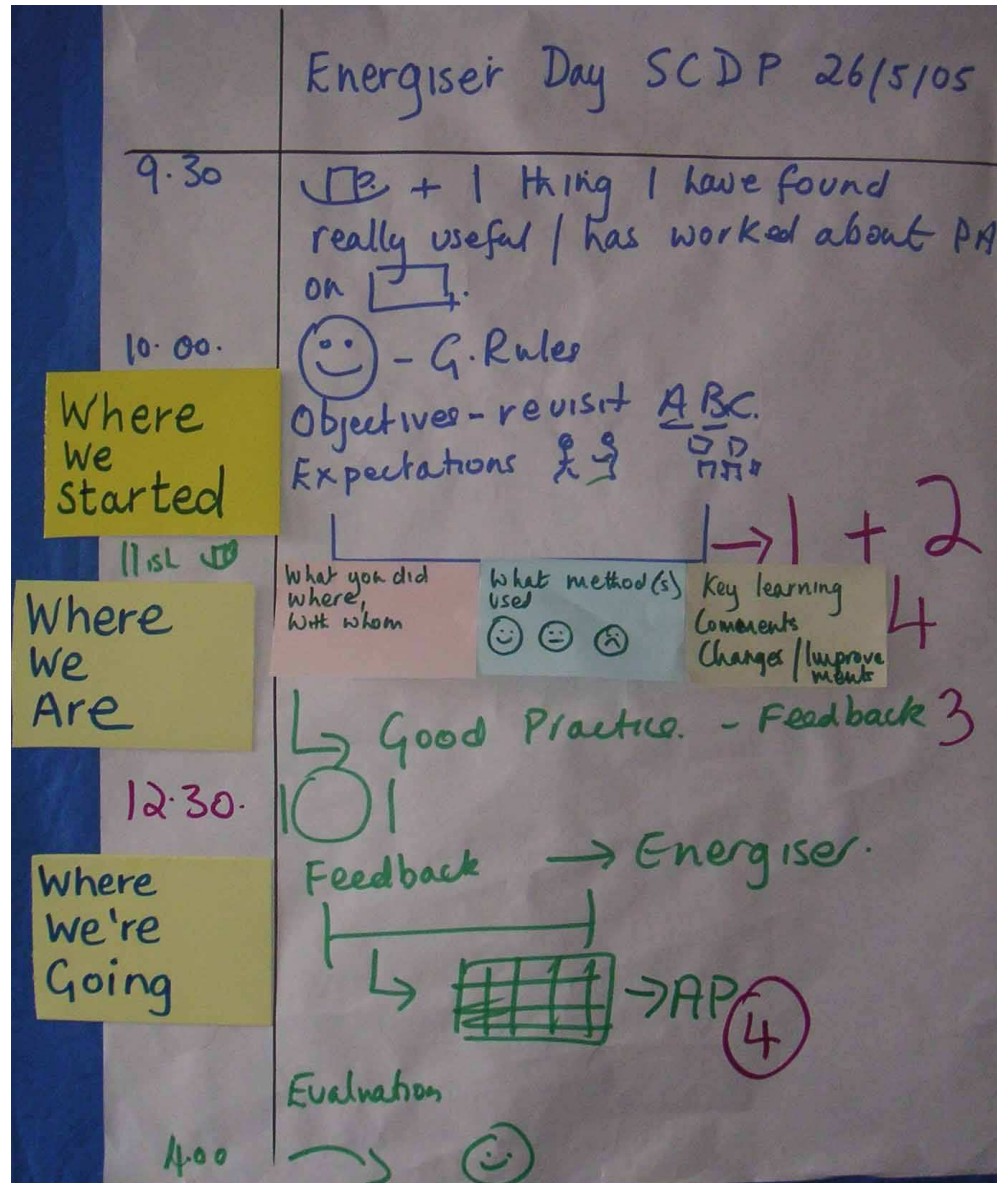 Energiser Day SCDP 26/5/05
9.30
+ 1 thing I have found
really useful / has worked about PA
on
10.00.
- G. Rules
Where
We
Started
Objectives - revisit ABC.
Expectations
→ 1 + 2
11ish
Where
We
Are
What you did
where,
with whom
What method(s)
used
Key learning
Comments
Changes / Improve
ments
4
Good Practice. - Feedback 3
12.30.
Where
We're
Going
Feedback → Energiser.
→ AP
4
Evaluation
4.00